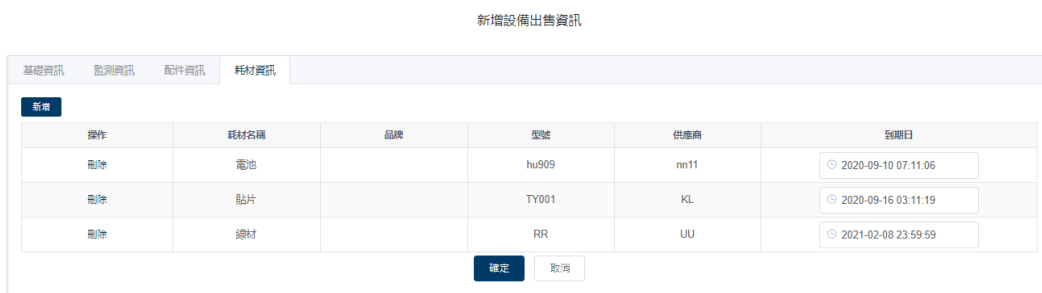 新增設備出售資訊
基礎資訊 監測資訊 配件資訊 耗材資訊
新增
操作 耗材名稱 品牌 型號 供應商 到期日
刪除 電池 hu909 nn11 2020-09-10 07:11:06
刪除 貼片 TY001 KL 2020-09-16 03:11:19
刪除 線材 RR UU 2021-02-08 23:59:59
確定 取消